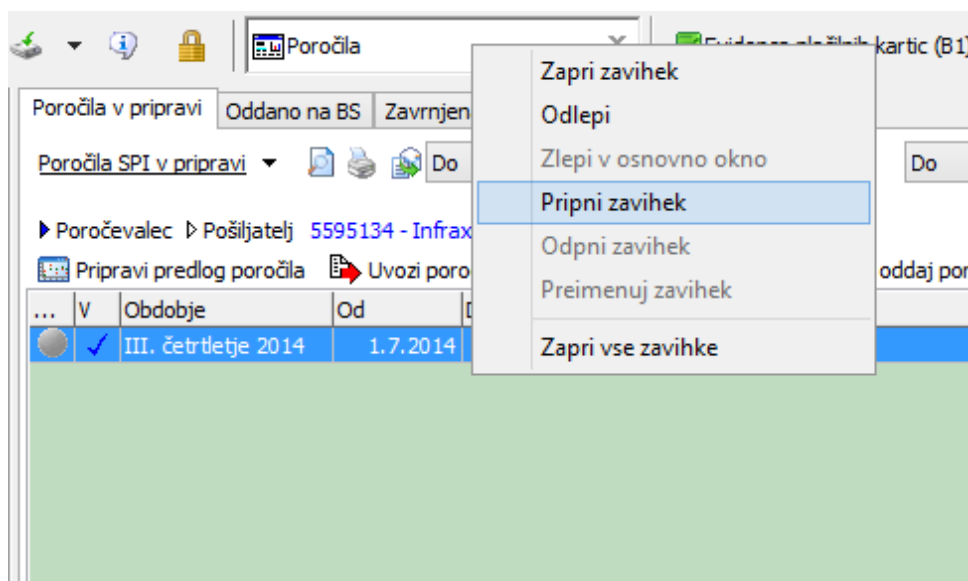 Poročila
kartic (B1)
Zapri zavihek
Odlepi
Zlepi v osnovno okno
Pripni zavihek
Odpni zavihek
Preimenuj zavihek
Zapri vse zavihke
Poročila v pripravi Oddano na BS Zavrnjen
Poročila SPI v pripravi Do Do
Poročevalec Pošiljatelj 5595134 - Infrax
Pripravi predlog poročila Uvozi poro oddaj por
... V Obdobje Od
III. četrtletje 2014 1.7.2014